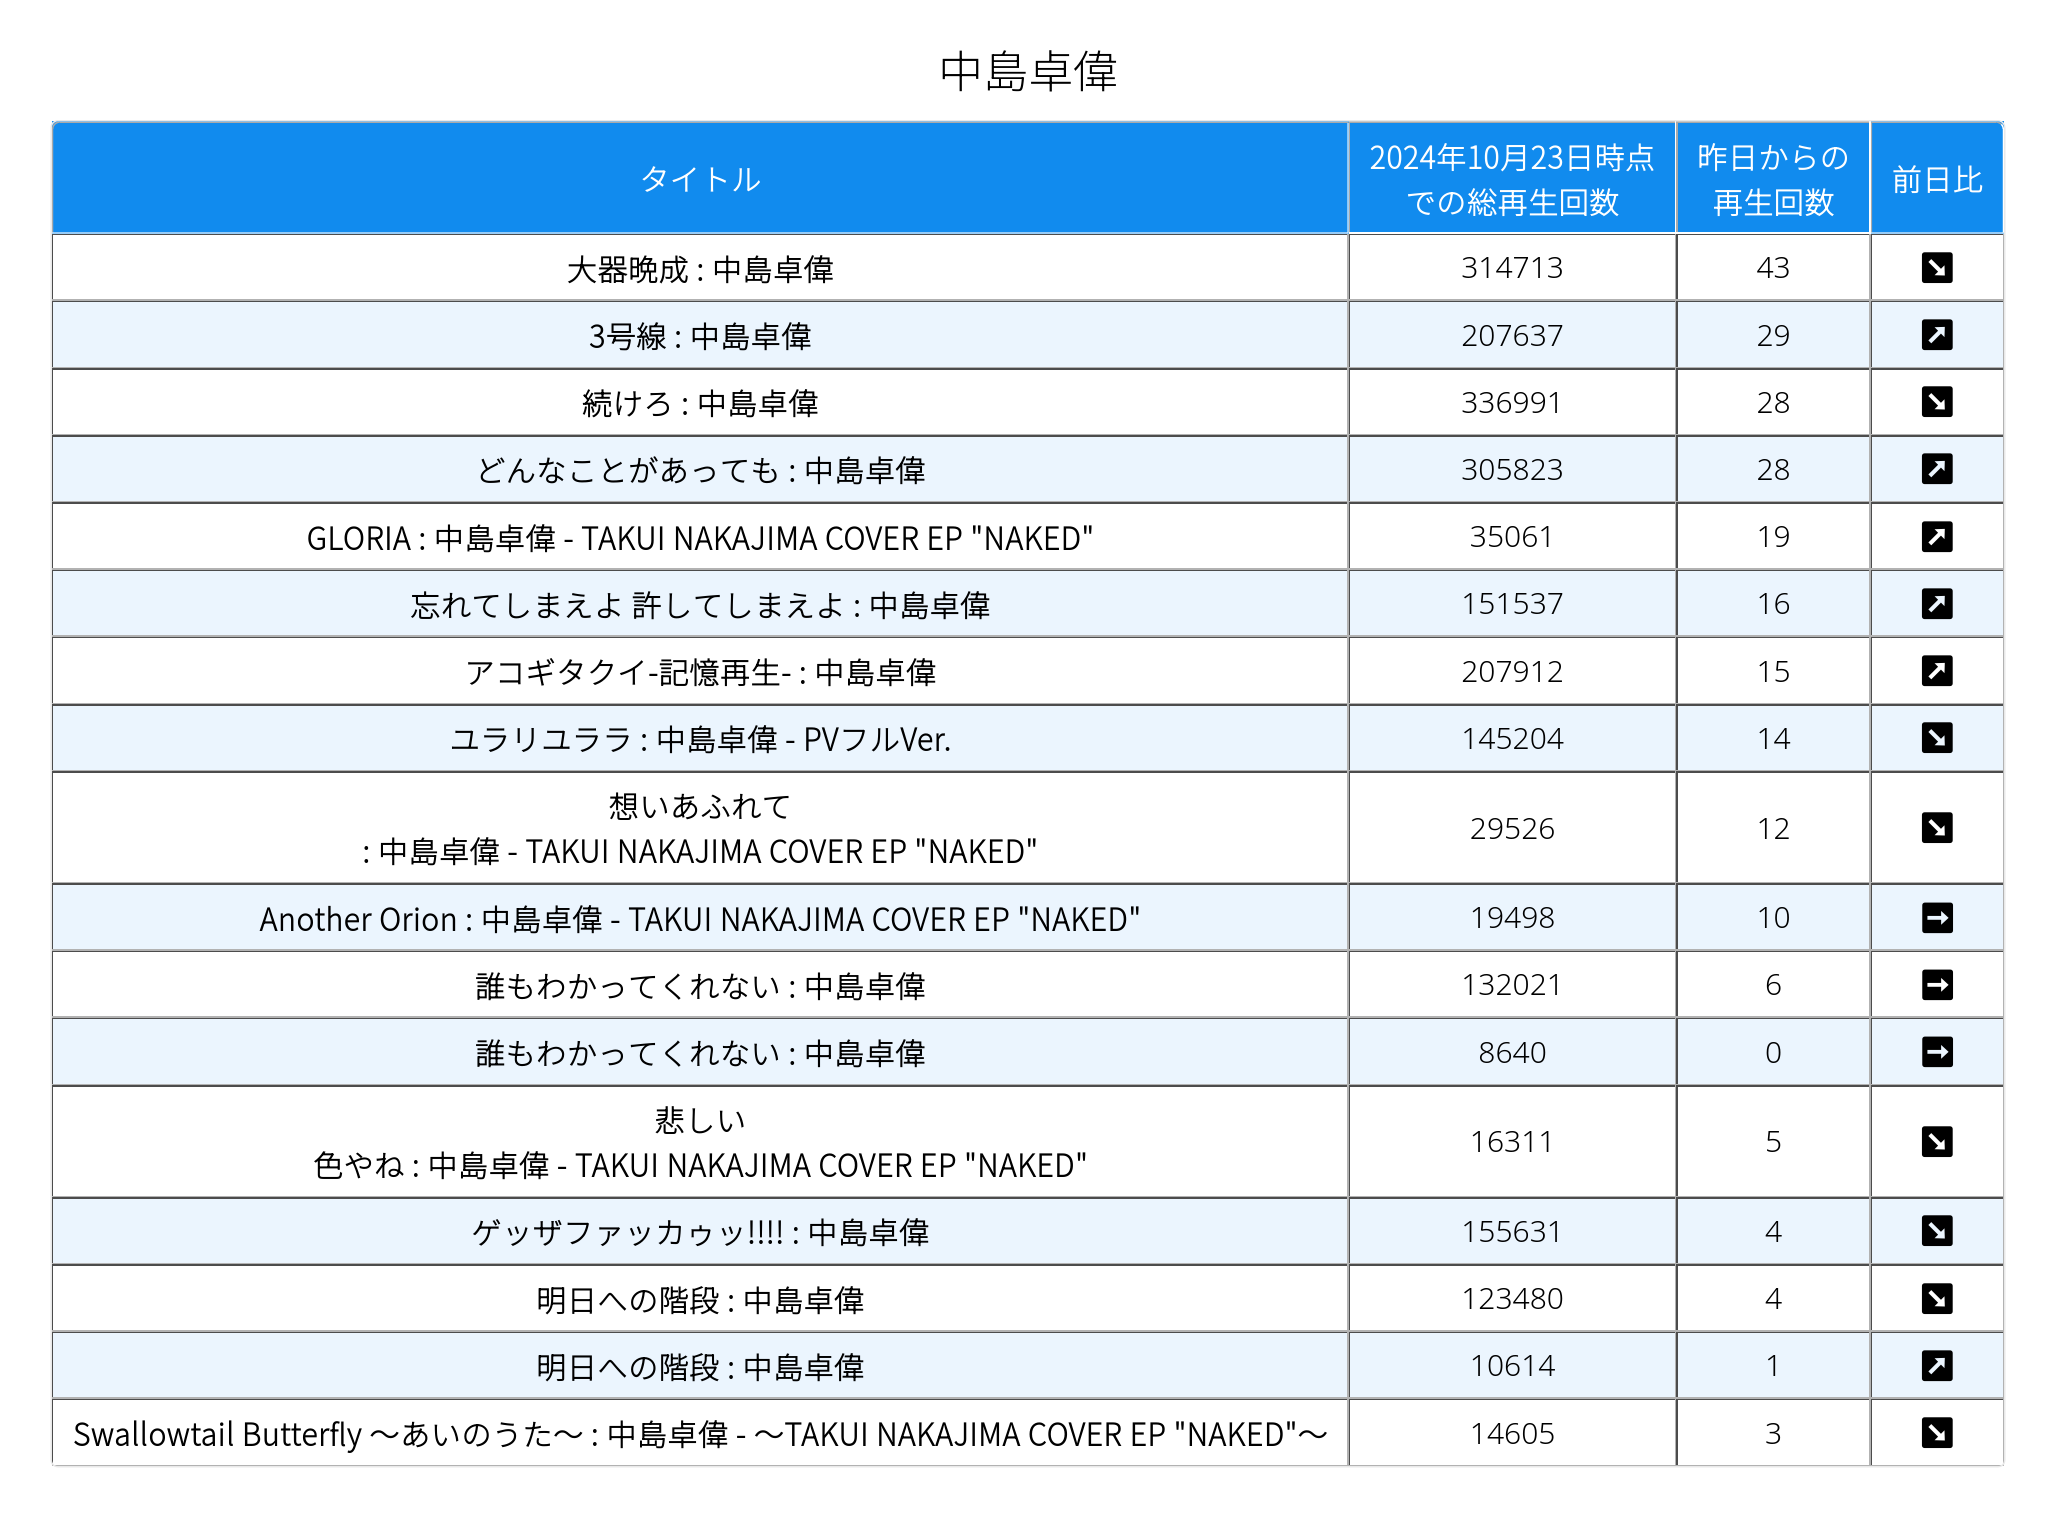 中島卓偉
タイトル 2024年10月23日時点 での総再生回数 昨日からの 再生回数 前日比
大器晩成 : 中島卓偉 314713 43
3号線 : 中島卓偉 207637 29
続けろ : 中島卓偉 336991 28
どんなことがあっても : 中島卓偉 305823 28
GLORIA : 中島卓偉 - TAKUI NAKAJIMA COVER EP "NAKED" 35061 19
忘れてしまえよ 許してしまえよ : 中島卓偉 151537 16
アコギタクイ-記憶再生- : 中島卓偉 207912 15
ユラリユララ : 中島卓偉 - PVフルVer. 145204 14
想いあふれて
: 中島卓偉 - TAKUI NAKAJIMA COVER EP "NAKED" 29526 12
Another Orion : 中島卓偉 - TAKUI NAKAJIMA COVER EP "NAKED" 19498 10
誰もわかってくれない : 中島卓偉 132021 6
誰もわかってくれない : 中島卓偉 8640 0
悲しい
色やね : 中島卓偉 - TAKUI NAKAJIMA COVER EP "NAKED" 16311 5
ゲッザファッカゥッ!!!! : 中島卓偉 155631 4
明日への階段 : 中島卓偉 123480 4
明日への階段 : 中島卓偉 10614 1
Swallowtail Butterfly 〜あいのうた〜 : 中島卓偉 - 〜TAKUI NAKAJIMA COVER EP "NAKED"〜 14605 3